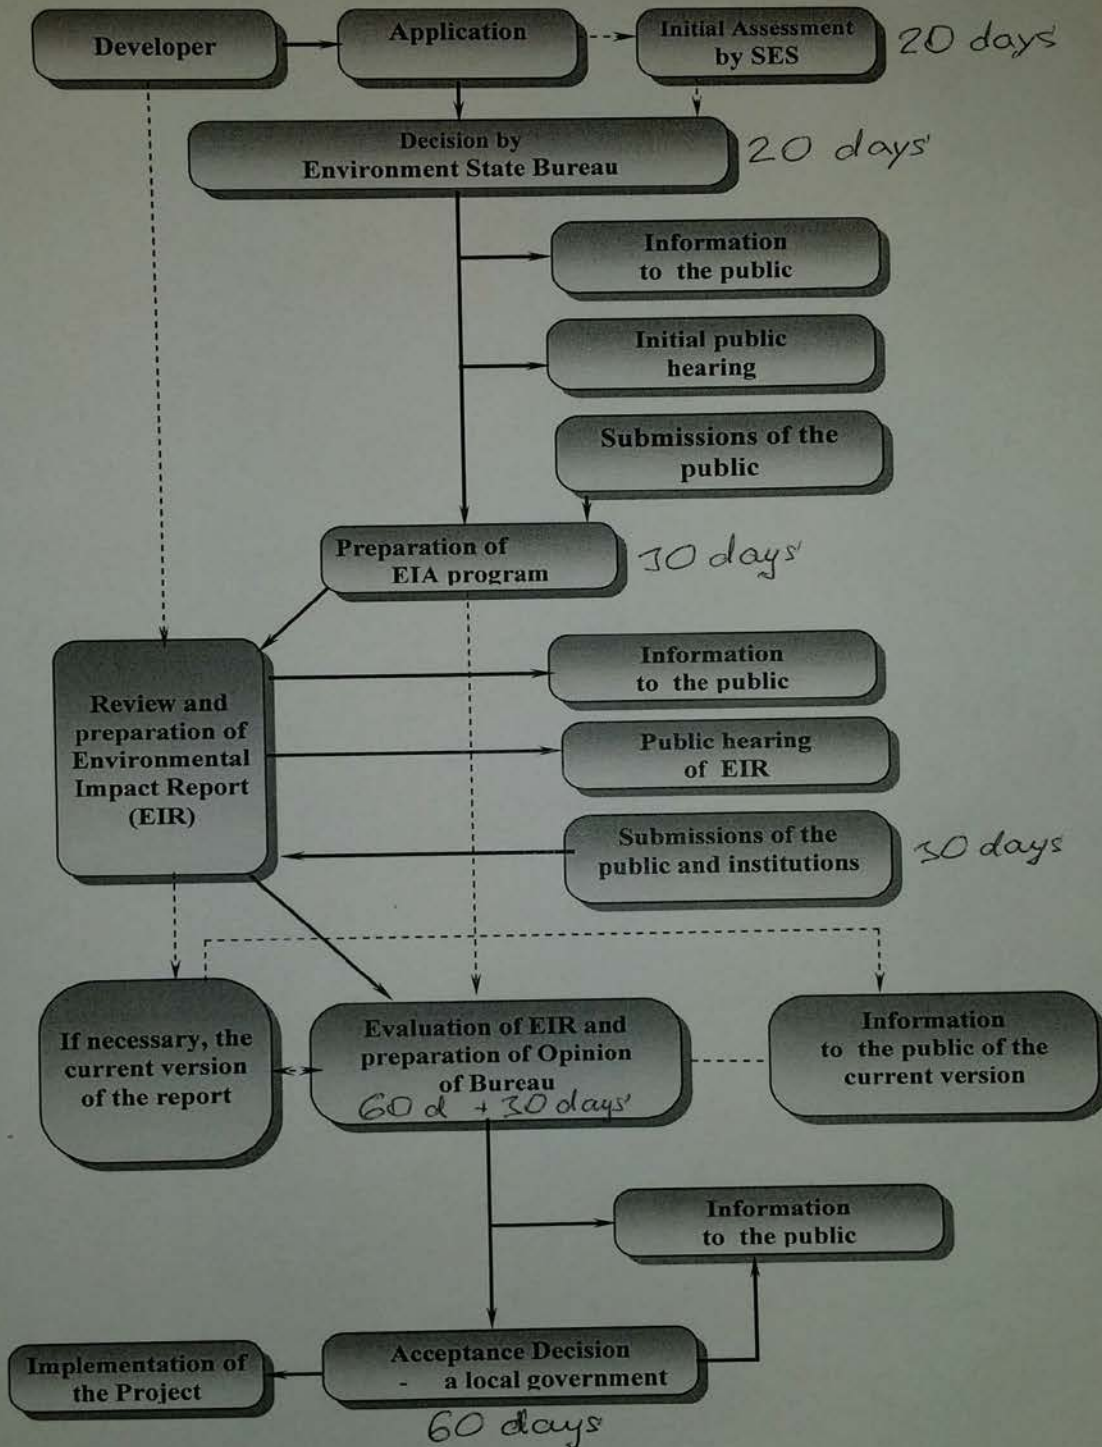 Developer
Application
Initial Assessment
by SES
20 days
Decision by
Environment State Bureau
20 days
Information
to the public
Initial public
hearing
Submissions of the
public
Preparation of
EIA program
30 days
Review and
preparation of
Environmental
Impact Report
(EIR)
Information
to the public
Public hearing
of EIR
Submissions of the
public and institutions
30 days
If necessary, the
current version
of the report
Evaluation of EIR and
preparation of Opinion
of Bureau
60 d + 30 days
Information
to the public of the
current version
Information
to the public
Implementation of
the Project
Acceptance Decision
- a local government
60 days